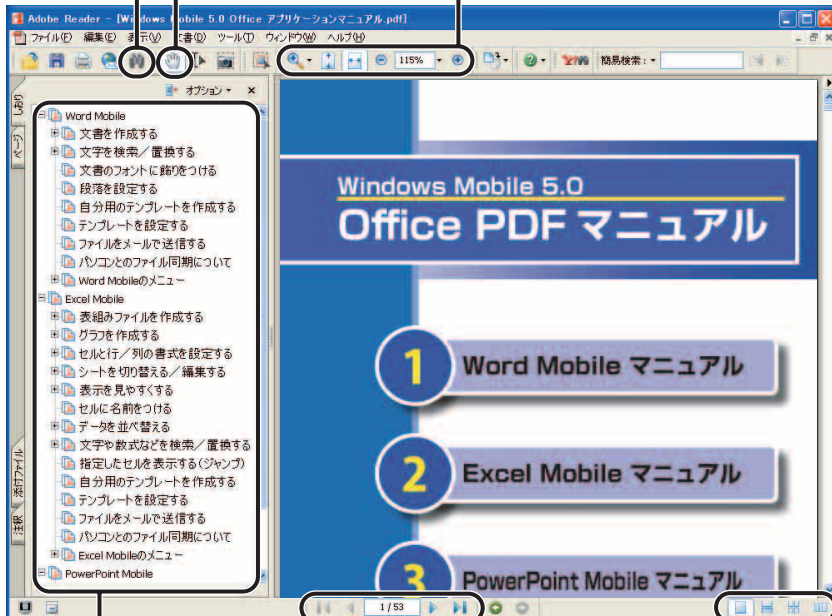 Adobe Reader - [Windows Mobile 5.0 Office アプリケーションマニュアル.pdf]
ファイル(F) 編集(E) 表示(V) 文書(D) ツール(T) ウィンドウ(W) ヘルプ(H)
115%
簡易検索:
オプション
しおり
ページ
添付ファイル
注釈
Word Mobile
文書を作成する
文字を検索/置換する
文書のフォントに飾りをつける
段落を設定する
自分用のテンプレートを作成する
テンプレートを設定する
ファイルをメールで送信する
パソコンとのファイル同期について
Word Mobileのメニュー
Excel Mobile
表組みファイルを作成する
グラフを作成する
セルと行/列の書式を設定する
シートを切り替える/編集する
表示を見やすくする
セルに名前をつける
データを並べ替える
文字や数式などを検索/置換する
指定したセルを表示する(ジャンプ)
自分用のテンプレートを作成する
テンプレートを設定する
ファイルをメールで送信する
パソコンとのファイル同期について
Excel Mobileのメニュー
PowerPoint Mobile
Windows Mobile 5.0
Office PDF マニュアル
1 Word Mobile マニュアル
2 Excel Mobile マニュアル
3 PowerPoint Mobile マニュアル
1 / 53